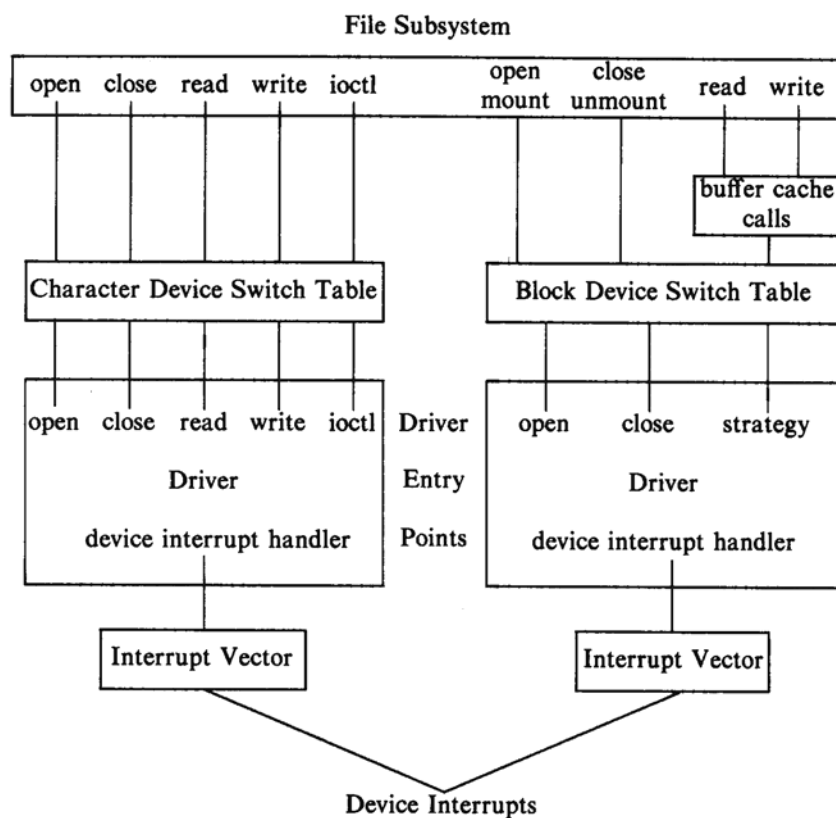 File Subsystem
open close read write ioctl
open close
mount unmount read write
buffer cache
calls
Character Device Switch Table
Block Device Switch Table
open close read write ioctl Driver open close strategy
Driver Entry Driver
device interrupt handler Points device interrupt handler
Interrupt Vector Interrupt Vector
Device Interrupts